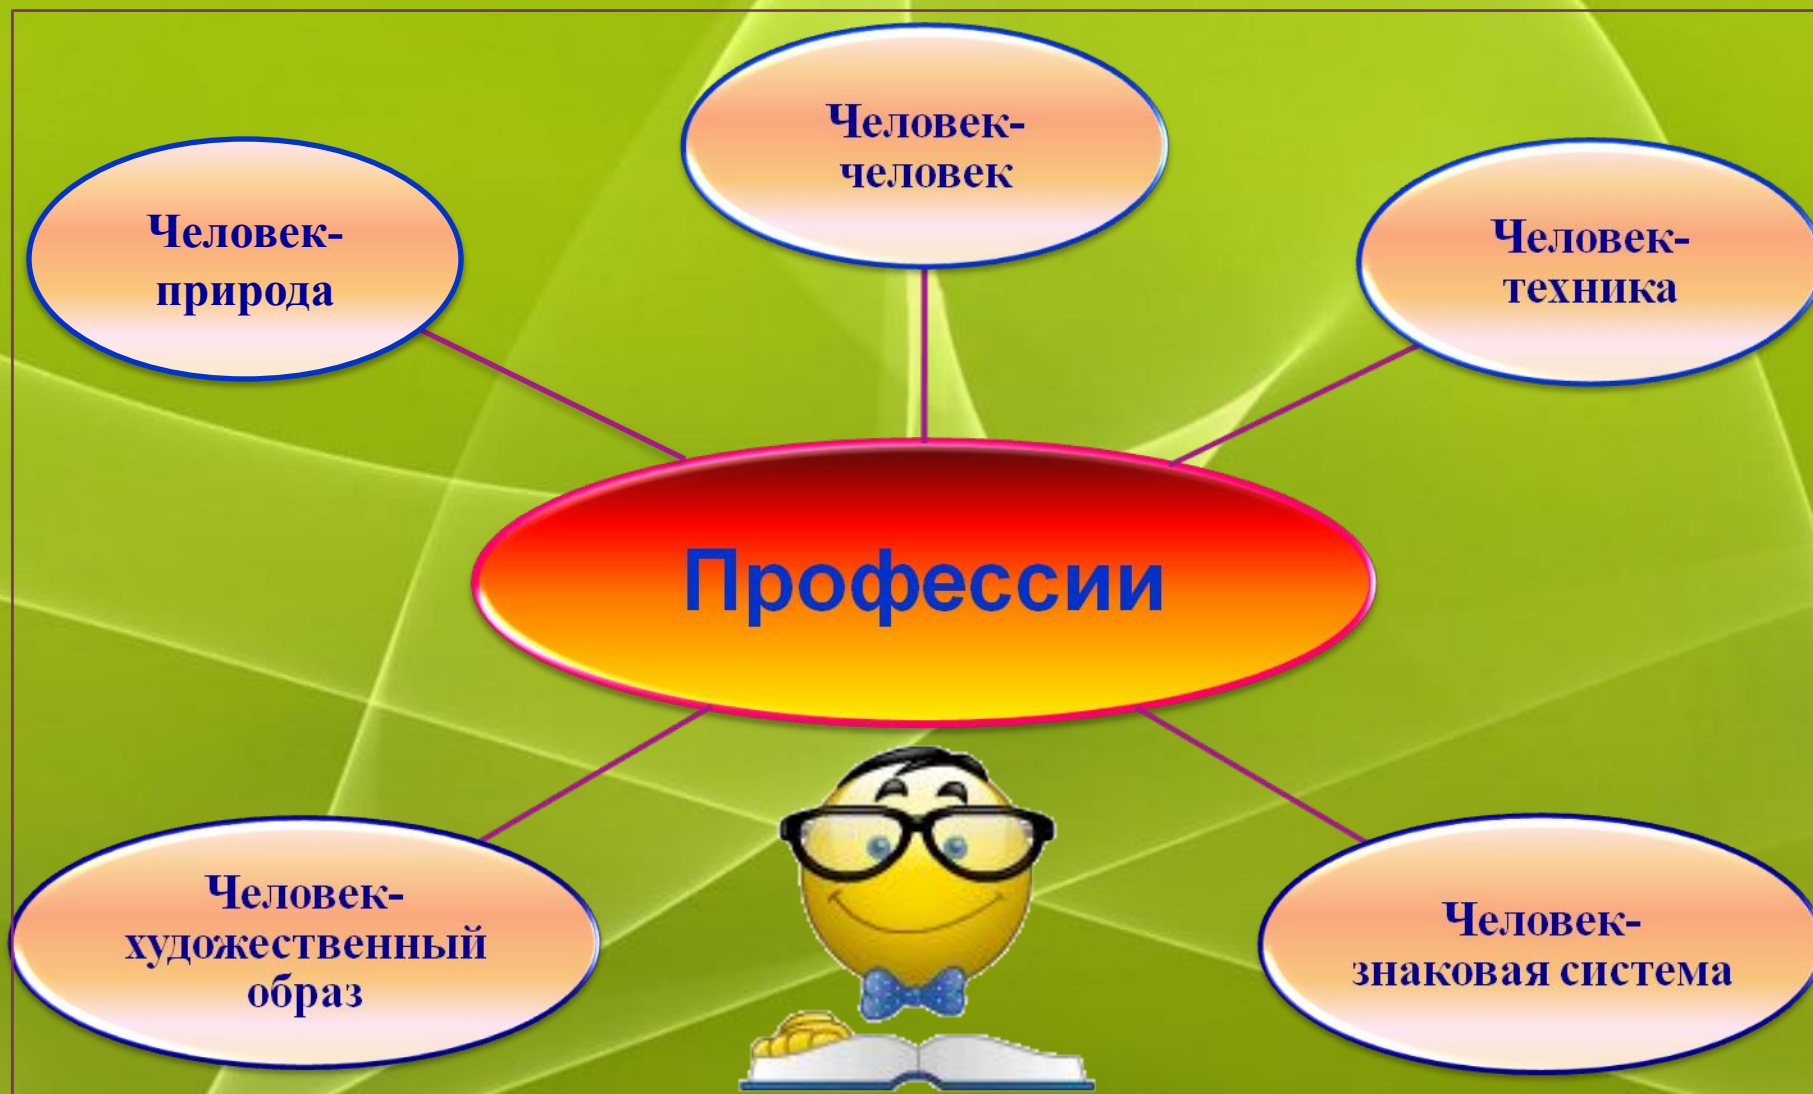 Человек-
человек
Человек-
природа
Человек-
техника
Профессии
Человек-
художественный
образ
Человек-
знаковая система